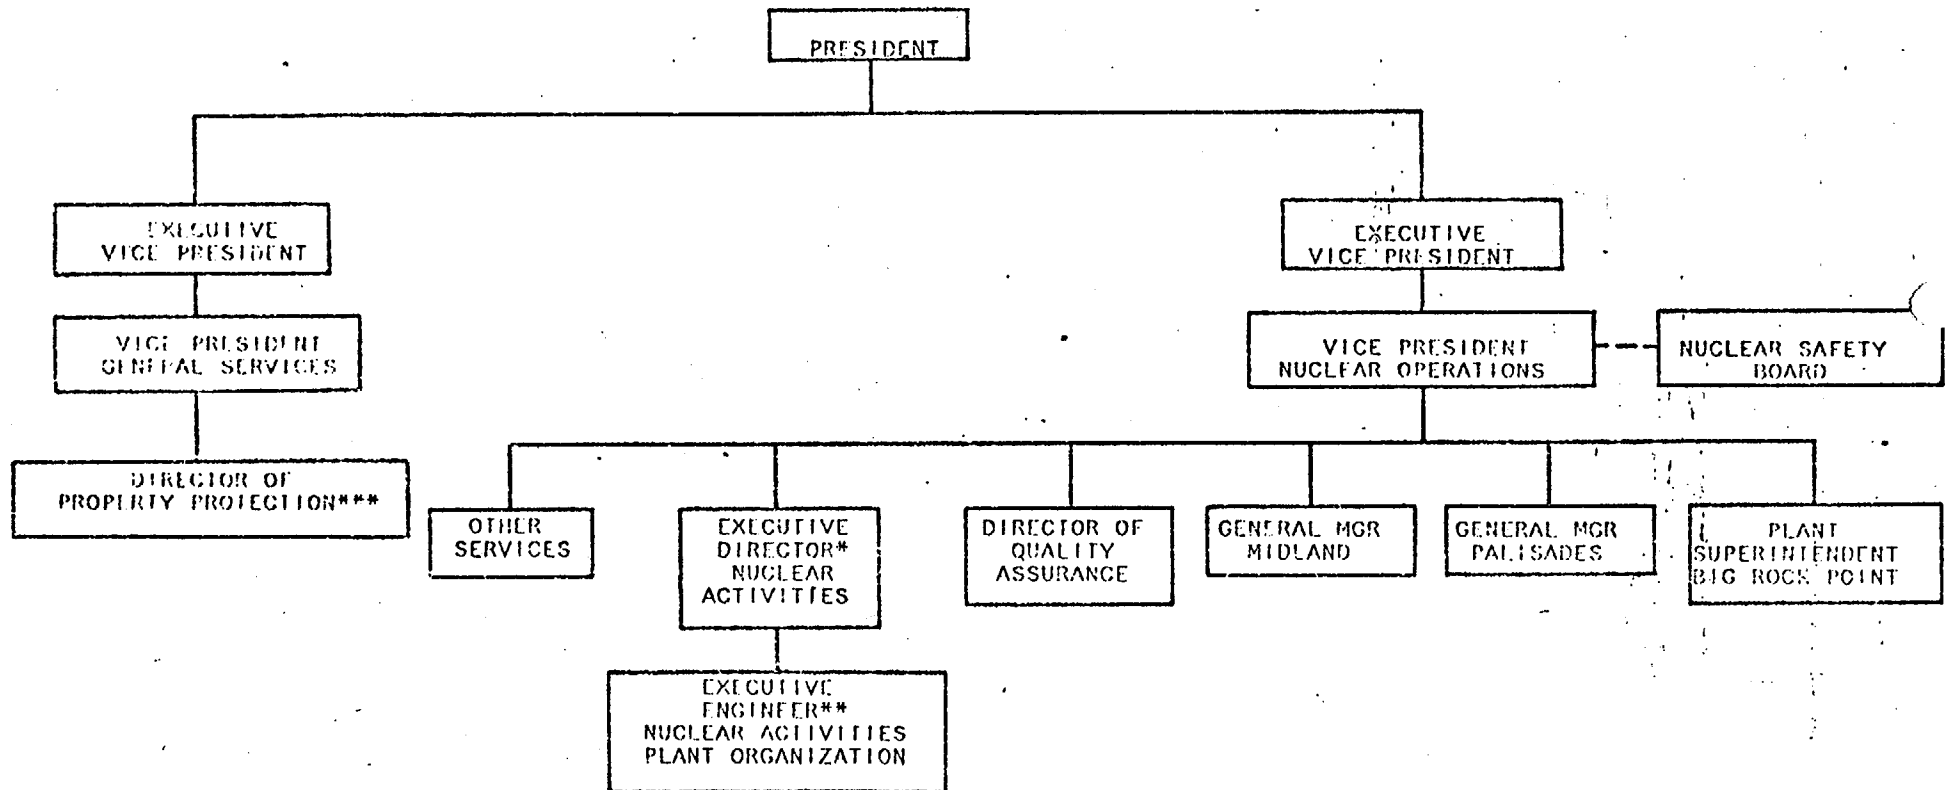 PRESIDENT
EXECUTIVE
VICE PRESIDENT
EXECUTIVE
VICE PRESIDENT
VICE PRESIDENT
GENERAL SERVICES
VICE PRESIDENT
NUCLEAR OPERATIONS
NUCLEAR SAFETY
BOARD
DIRECTOR OF
PROPERTY PROTECTION***
OTHER
SERVICES
EXECUTIVE
DIRECTOR*
NUCLEAR
ACTIVITIES
DIRECTOR OF
QUALITY
ASSURANCE
GENERAL MGR
MIDLAND
GENERAL MGR
PALISADES
PLANT
SUPERINTENDENT
BIG ROCK POINT
EXECUTIVE
ENGINEER**
NUCLEAR ACTIVITIES
PLANT ORGANIZATION